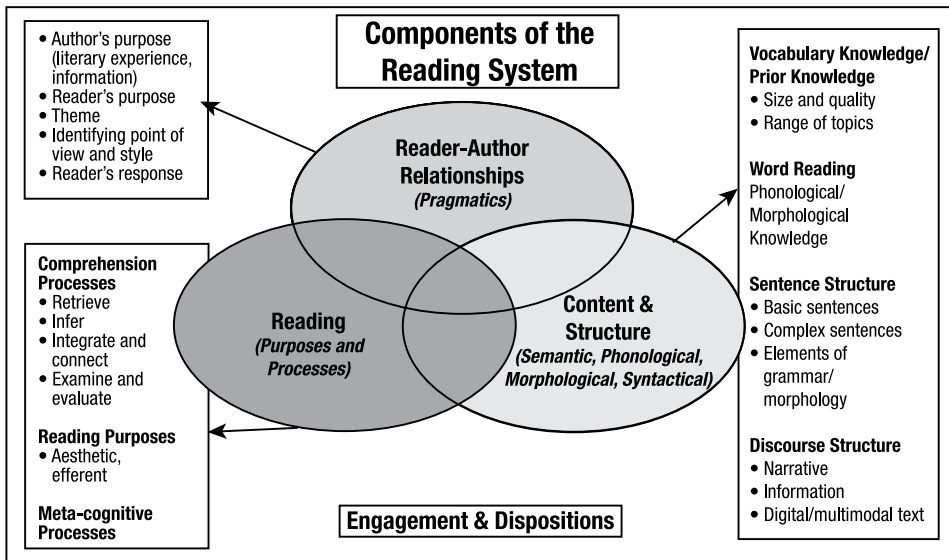 Components of the
Reading System
• Author's purpose
(literary experience,
information)
• Reader's purpose
• Theme
• Identifying point of
view and style
• Reader's response
Reader-Author
Relationships
(Pragmatics)
Reading
(Purposes and
Processes)
Content &
Structure
(Semantic, Phonological,
Morphological, Syntactical)
Comprehension
Processes
• Retrieve
• Infer
• Integrate and
connect
• Examine and
evaluate
Reading Purposes
• Aesthetic,
efferent
Meta-cognitive
Processes
Vocabulary Knowledge/
Prior Knowledge
• Size and quality
• Range of topics
Word Reading
Phonological/
Morphological
Knowledge
Sentence Structure
• Basic sentences
• Complex sentences
• Elements of
grammar/
morphology
Discourse Structure
• Narrative
• Information
• Digital/multimodal text
Engagement & Dispositions